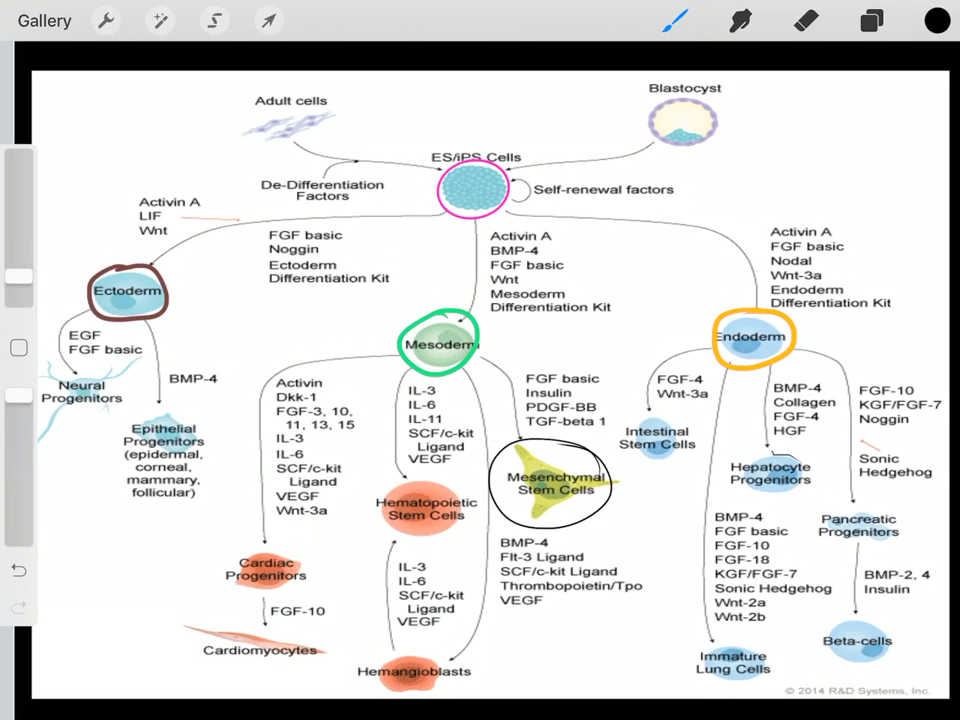 Gallery
Adult cells
Blastocyst
ES/iPS Cells
De-Differentiation
Factors
Self-renewal factors
Activin A
LIF
Wnt
FGF basic
Noggin
Ectoderm
Differentiation Kit
Activin A
BMP-4
FGF basic
Wnt
Mesoderm
Differentiation Kit
Activin A
FGF basic
Nodal
Wnt-3a
Endoderm
Differentiation Kit
Ectoderm
Mesoderm
Endoderm
EGF
FGF basic
Neural
Progenitors
BMP-4
Epithelial
Progenitors
(epidermal,
corneal,
mammary,
follicular)
Activin
Dkk-1
FGF-3, 10,
11, 13, 15
IL-3
IL-6
SCF/c-kit
Ligand
VEGF
Wnt-3a
IL-3
IL-6
IL-11
SCF/c-kit
Ligand
VEGF
FGF basic
Insulin
PDGF-BB
TGF-beta 1
Mesenchymal
Stem Cells
Hematopoietic
Stem Cells
Cardiac
Progenitors
FGF-10
Cardiomyocytes
IL-3
IL-6
SCF/c-kit
Ligand
VEGF
BMP-4
Flt-3 Ligand
SCF/c-kit Ligand
Thrombopoietin/Tpo
VEGF
Hemangioblasts
FGF-4
Wnt-3a
Intestinal
Stem Cells
BMP-4
Collagen
FGF-4
HGF
Hepatocyte
Progenitors
FGF-10
KGF/FGF-7
Noggin
Sonic
Hedgehog
Pancreatic
Progenitors
BMP-2, 4
Insulin
Beta-cells
BMP-4
FGF basic
FGF-10
FGF-18
KGF/FGF-7
Sonic Hedgehog
Wnt-2a
Wnt-2b
Immature
Lung Cells
© 2014 R&D Systems, Inc.